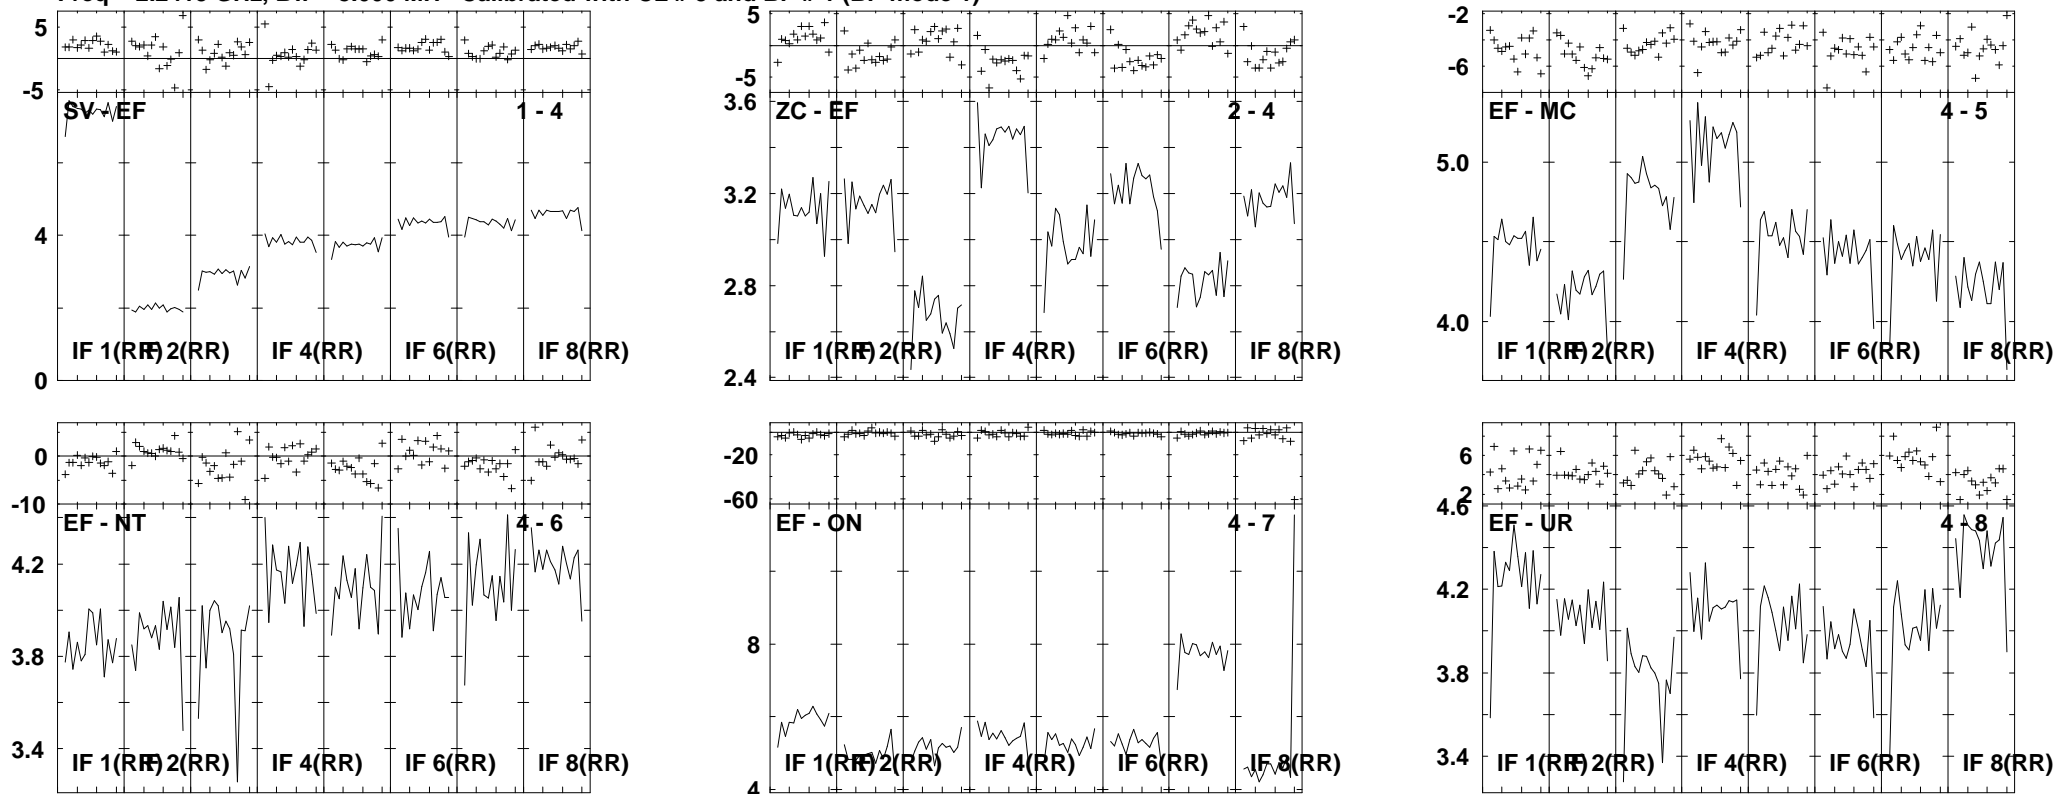 5
-5
SV - EF
1 - 4
4
0
IF 1(RR)
2(RR)
IF 4(RR)
IF 6(RR)
IF 8(RR)
5
-5
3.6
ZC - EF
2 - 4
3.2
2.8
2.4
IF 1(RR)
2(RR)
IF 4(RR)
IF 6(RR)
IF 8(RR)
-2
-6
EF - MC
4 - 5
5.0
4.0
IF 1(RR)
2(RR)
IF 4(RR)
IF 6(RR)
IF 8(RR)
0
-10
EF - NT
4 - 6
4.2
3.8
3.4
IF 1(RR)
2(RR)
IF 4(RR)
IF 6(RR)
IF 8(RR)
-20
-60
EF - ON
4 - 7
8
4
IF 1(RR)
2(RR)
IF 4(RR)
IF 6(RR)
IF 8(RR)
6
2
4.6
EF - UR
4 - 8
4.2
3.8
3.4
IF 1(RR)
2(RR)
IF 4(RR)
IF 6(RR)
IF 8(RR)